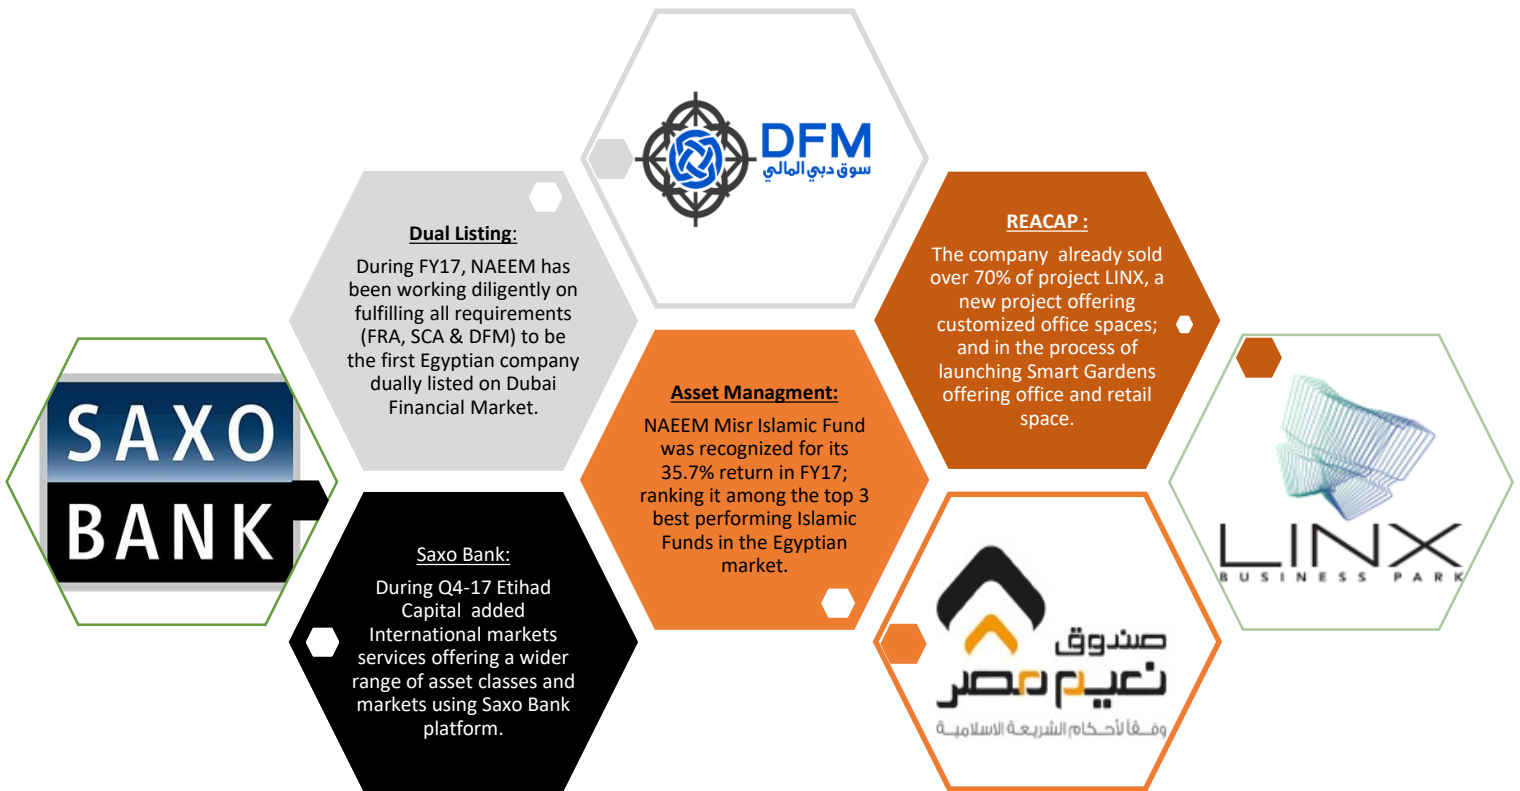 DFM
سوق دبي المالي
Dual Listing:
During FY17, NAEEM has
been working diligently on
fulfilling all requirements
(FRA, SCA & DFM) to be
the first Egyptian company
dually listed on Dubai
Financial Market.
REACAP :
The company already sold
over 70% of project LINX, a
new project offering
customized office spaces;
and in the process of
launching Smart Gardens
offering office and retail
space.
SAXO
BANK
Asset Managment:
NAEEM Misr Islamic Fund
was recognized for its
35.7% return in FY17;
ranking it among the top 3
best performing Islamic
Funds in the Egyptian
market.
LINX
BUSINESS PARK
Saxo Bank:
During Q4-17 Etihad
Capital added
International markets
services offering a wider
range of asset classes and
markets using Saxo Bank
platform.
صندوق
نعيم مصر
وفقاً لأحكام الشريعة الاسلامية